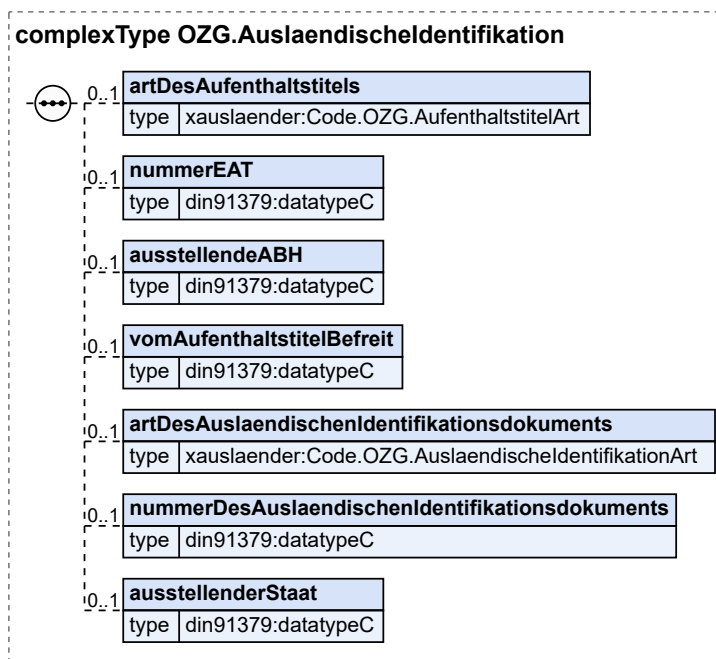 complexType OZG.AuslaendischeIdentifikation
0..1 artDesAufenthaltstitels
type xauslaender:Code.OZG.AufenthaltstitelArt
0..1 nummerEAT
type din91379:datatypeC
0..1 ausstellendeABH
type din91379:datatypeC
0..1 vomAufenthaltstitelBefreit
type din91379:datatypeC
0..1 artDesAuslaendischenIdentifikationsdokuments
type xauslaender:Code.OZG.AuslaendischeIdentifikationArt
0..1 nummerDesAuslaendischenIdentifikationsdokuments
type din91379:datatypeC
0..1 ausstellenderStaat
type din91379:datatypeC